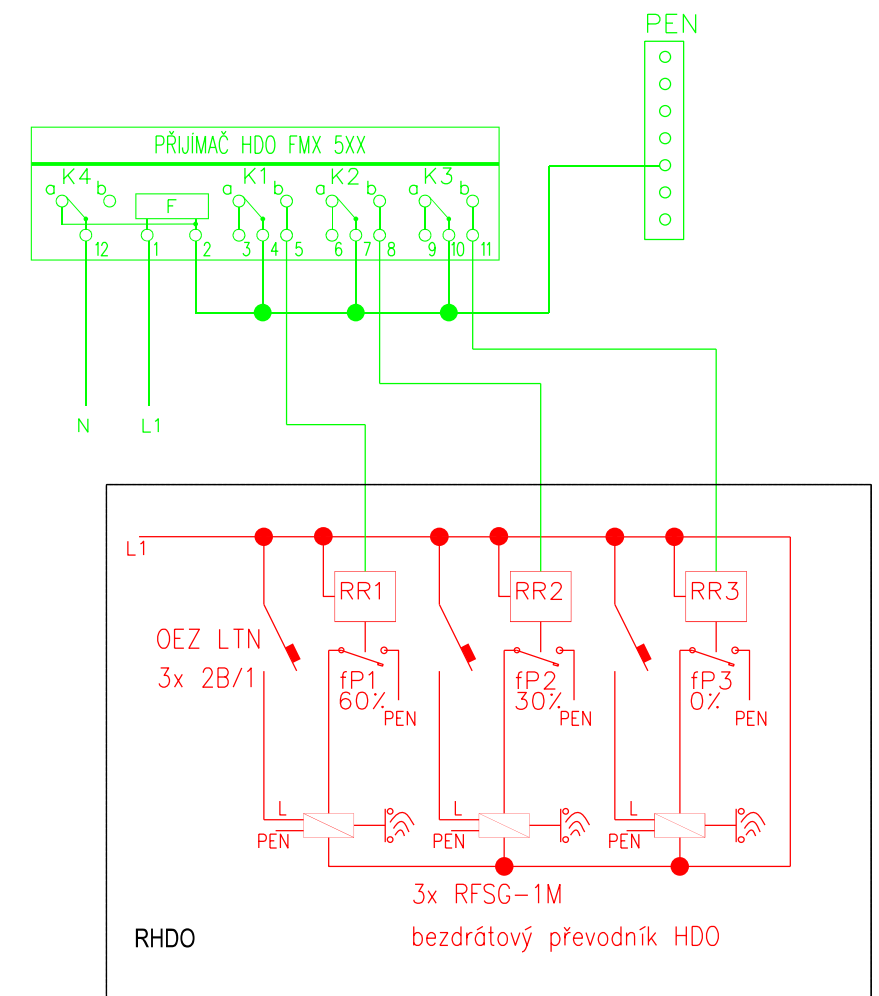 PEN
PŘIJÍMAČ HDO FMX 5XX
K4 K1 K2 K3
a b a b a b a b
F
12 1 2 3 4 5 6 7 8 9 10 11
N L1
L1
RR1 RR2 RR3
OEZ LTN
3x 2B/1
fP1 fP2 fP3
60% 30% 0%
PEN PEN PEN
L L L
PEN PEN PEN
3x RFSG-1M
RHDO
bezdrátový převodník HDO